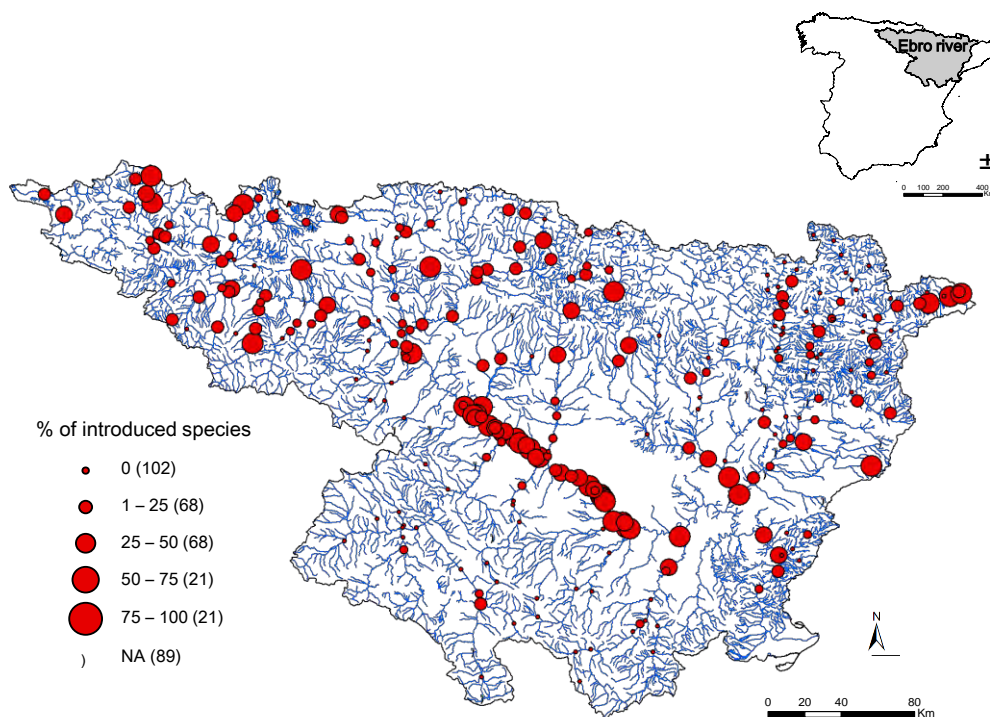 Ebro river
±
0 100 200 400
Km
% of introduced species
0 (102)
1 – 25 (68)
25 – 50 (68)
50 – 75 (21)
75 – 100 (21)
) NA (89)
N
0 20 40 80
Km